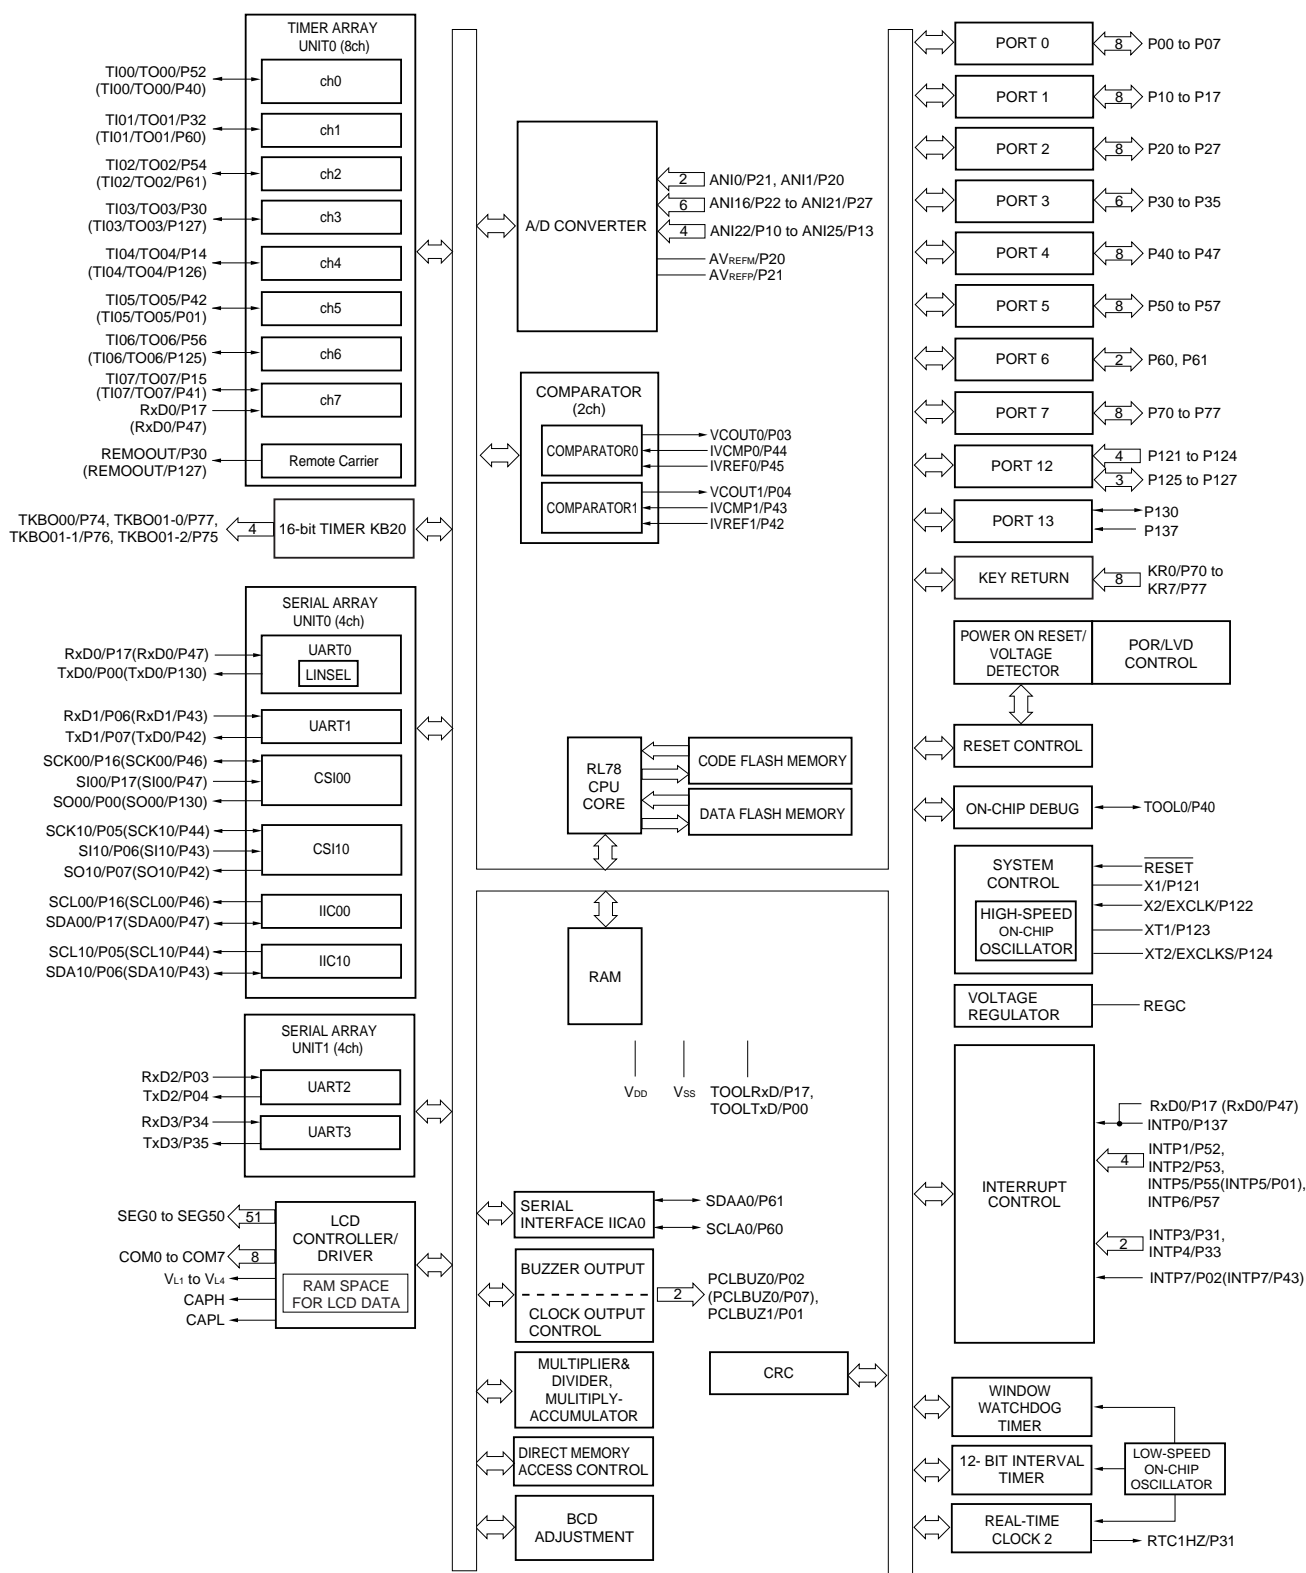 TIMER ARRAY
UNIT0 (8ch)
TI00/TO00/P52
(TI00/TO00/P40)
ch0
TI01/TO01/P32
(TI01/TO01/P60)
ch1
TI02/TO02/P54
(TI02/TO02/P61)
ch2
TI03/TO03/P30
(TI03/TO03/P127)
ch3
TI04/TO04/P14
(TI04/TO04/P126)
ch4
TI05/TO05/P42
(TI05/TO05/P01)
ch5
TI06/TO06/P56
(TI06/TO06/P125)
ch6
TI07/TO07/P15
(TI07/TO07/P41)
RxD0/P17
(RxD0/P47)
ch7
REMOOUT/P30
(REMOOUT/P127)
Remote Carrier
TKBO00/P74, TKBO01-0/P77,
TKBO01-1/P76, TKBO01-2/P75
4
16-bit TIMER KB20
SERIAL ARRAY
UNIT0 (4ch)
RxD0/P17(RxD0/P47)
TxD0/P00(TxD0/P130)
UART0
LINSEL
RxD1/P06(RxD1/P43)
TxD1/P07(TxD0/P42)
UART1
SCK00/P16(SCK00/P46)
SI00/P17(SI00/P47)
SO00/P00(SO00/P130)
CSI00
SCK10/P05(SCK10/P44)
SI10/P06(SI10/P43)
SO10/P07(SO10/P42)
CSI10
SCL00/P16(SCL00/P46)
SDA00/P17(SDA00/P47)
IIC00
SCL10/P05(SCL10/P44)
SDA10/P06(SDA10/P43)
IIC10
SERIAL ARRAY
UNIT1 (4ch)
RxD2/P03
TxD2/P04
UART2
RxD3/P34
TxD3/P35
UART3
SEG0 to SEG50
51
COM0 to COM7
8
VL1 to VL4
CAPH
CAPL
LCD
CONTROLLER/
DRIVER
RAM SPACE
FOR LCD DATA
A/D CONVERTER
2
ANI0/P21, ANI1/P20
6
ANI16/P22 to ANI21/P27
4
ANI22/P10 to ANI25/P13
AVREFM/P20
AVREFP/P21
COMPARATOR
(2ch)
COMPARATOR0
VCOUT0/P03
IVCMP0/P44
IVREF0/P45
COMPARATOR1
VCOUT1/P04
IVCMP1/P43
IVREF1/P42
RL78
CPU
CORE
CODE FLASH MEMORY
DATA FLASH MEMORY
RAM
VDD
VSS
TOOLRxD/P17,
TOOLTxD/P00
SERIAL
INTERFACE IICA0
SDAA0/P61
SCLA0/P60
BUZZER OUTPUT
CLOCK OUTPUT
CONTROL
2
PCLBUZ0/P02
(PCLBUZ0/P07),
PCLBUZ1/P01
MULTIPLIER&
DIVIDER,
MULITIPLY-
ACCUMULATOR
CRC
DIRECT MEMORY
ACCESS CONTROL
BCD
ADJUSTMENT
PORT 0
8
P00 to P07
PORT 1
8
P10 to P17
PORT 2
8
P20 to P27
PORT 3
6
P30 to P35
PORT 4
8
P40 to P47
PORT 5
8
P50 to P57
PORT 6
2
P60, P61
PORT 7
8
P70 to P77
PORT 12
4
P121 to P124
3
P125 to P127
PORT 13
P130
P137
KEY RETURN
8
KR0/P70 to
KR7/P77
POWER ON RESET/
VOLTAGE
DETECTOR
POR/LVD
CONTROL
RESET CONTROL
ON-CHIP DEBUG
TOOL0/P40
SYSTEM
CONTROL
HIGH-SPEED
ON-CHIP
OSCILLATOR
RESET
X1/P121
X2/EXCLK/P122
XT1/P123
XT2/EXCLKS/P124
VOLTAGE
REGULATOR
REGC
INTERRUPT
CONTROL
RxD0/P17 (RxD0/P47)
INTP0/P137
4
INTP1/P52,
INTP2/P53,
INTP5/P55(INTP5/P01),
INTP6/P57
2
INTP3/P31,
INTP4/P33
INTP7/P02(INTP7/P43)
WINDOW
WATCHDOG
TIMER
12- BIT INTERVAL
TIMER
LOW-SPEED
ON-CHIP
OSCILLATOR
REAL-TIME
CLOCK 2
RTC1HZ/P31